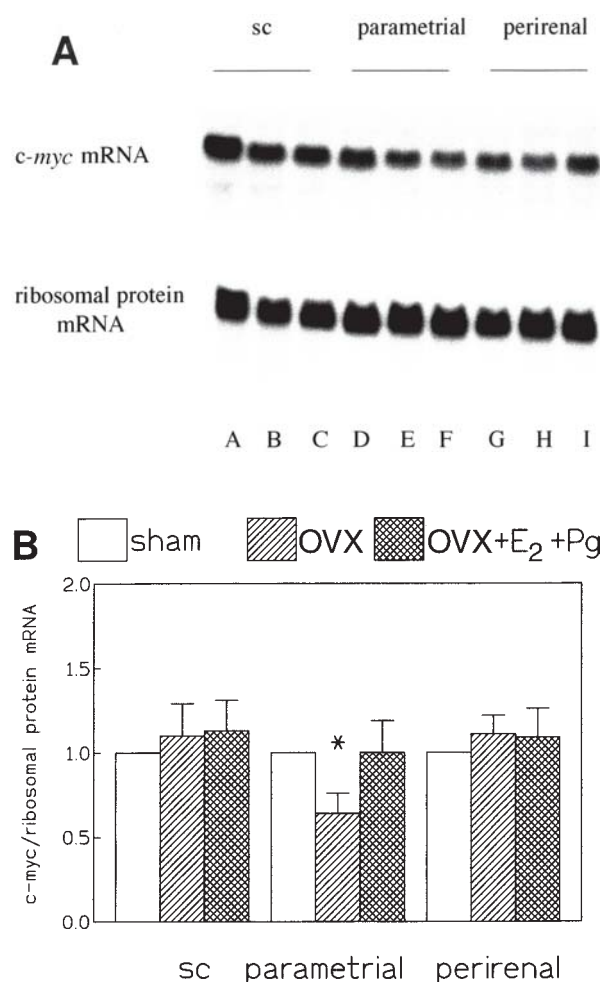 A
sc parametrial perirenal
c-myc mRNA
ribosomal protein
mRNA
A B C D E F G H I
B
sham OVX OVX+E₂+Pg
c-myc/ribosomal protein mRNA
2.0
1.5
1.0
0.5
0.0
*
sc parametrial perirenal